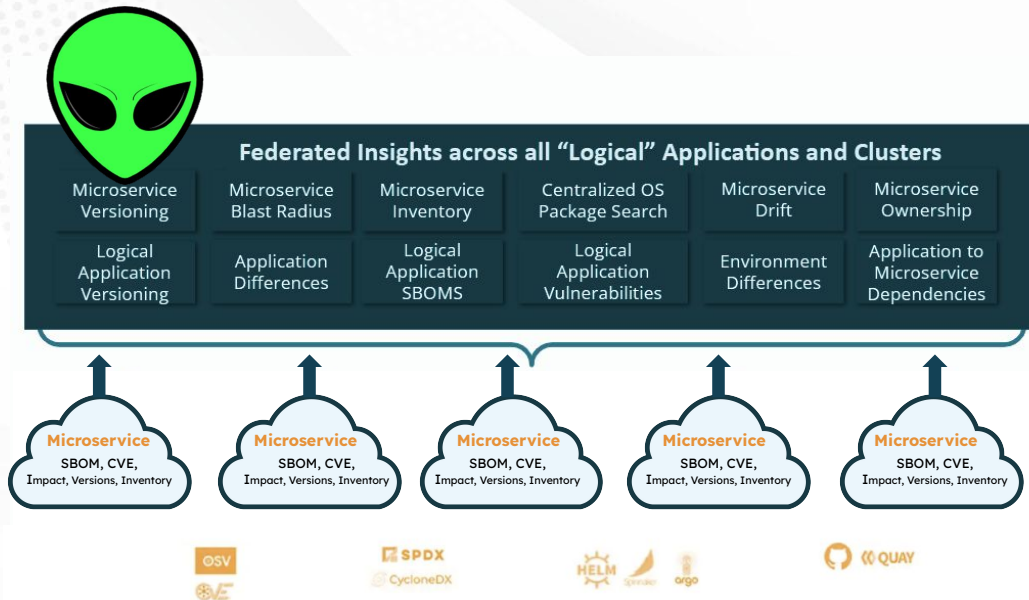 Federated Insights across all “Logical” Applications and Clusters
Microservice
Versioning
Microservice
Blast Radius
Microservice
Inventory
Centralized OS
Package Search
Microservice
Drift
Microservice
Ownership
Logical
Application
Versioning
Application
Differences
Logical
Application
SBOMS
Logical
Application
Vulnerabilities
Environment
Differences
Application to
Microservice
Dependencies
Microservice
SBOM, CVE,
Impact, Versions, Inventory
Microservice
SBOM, CVE,
Impact, Versions, Inventory
Microservice
SBOM, CVE,
Impact, Versions, Inventory
Microservice
SBOM, CVE,
Impact, Versions, Inventory
Microservice
SBOM, CVE,
Impact, Versions, Inventory
OSV
SPDX
CycloneDX
HELM
argo
QUAY